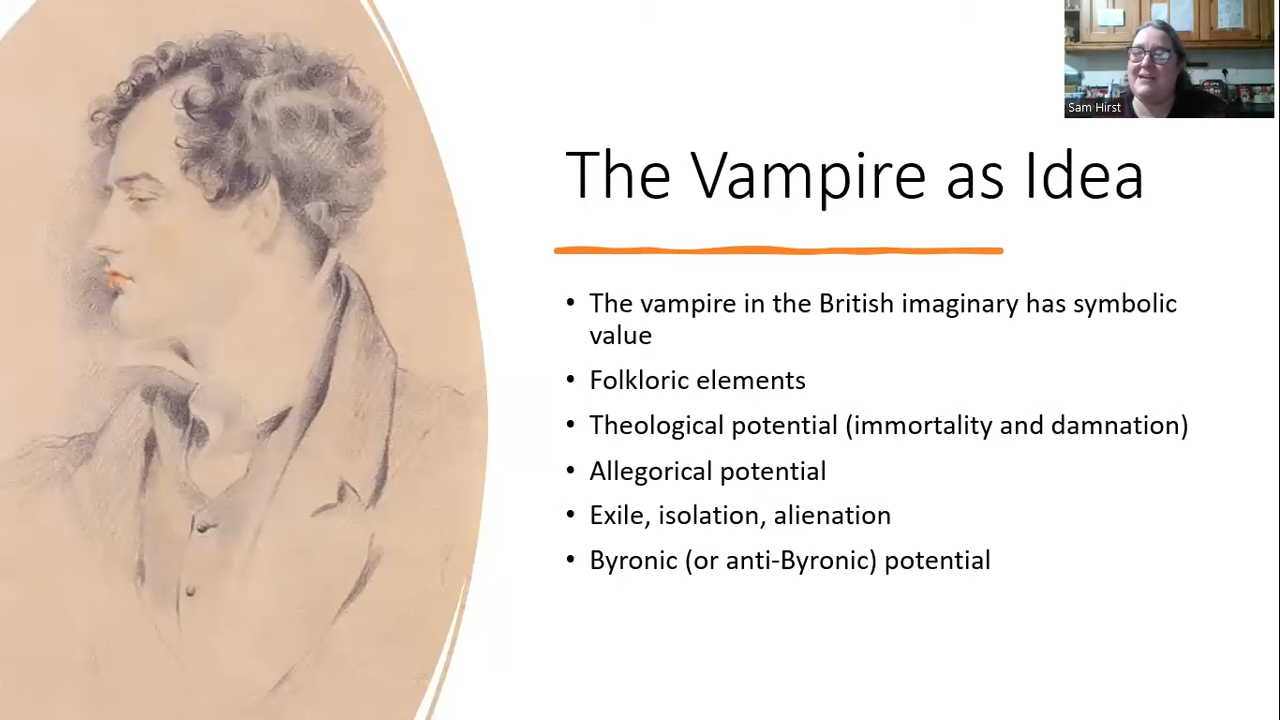 Sam Hirst
The Vampire as Idea
• The vampire in the British imaginary has symbolic
value
• Folkloric elements
• Theological potential (immortality and damnation)
• Allegorical potential
• Exile, isolation, alienation
• Byronic (or anti-Byronic) potential